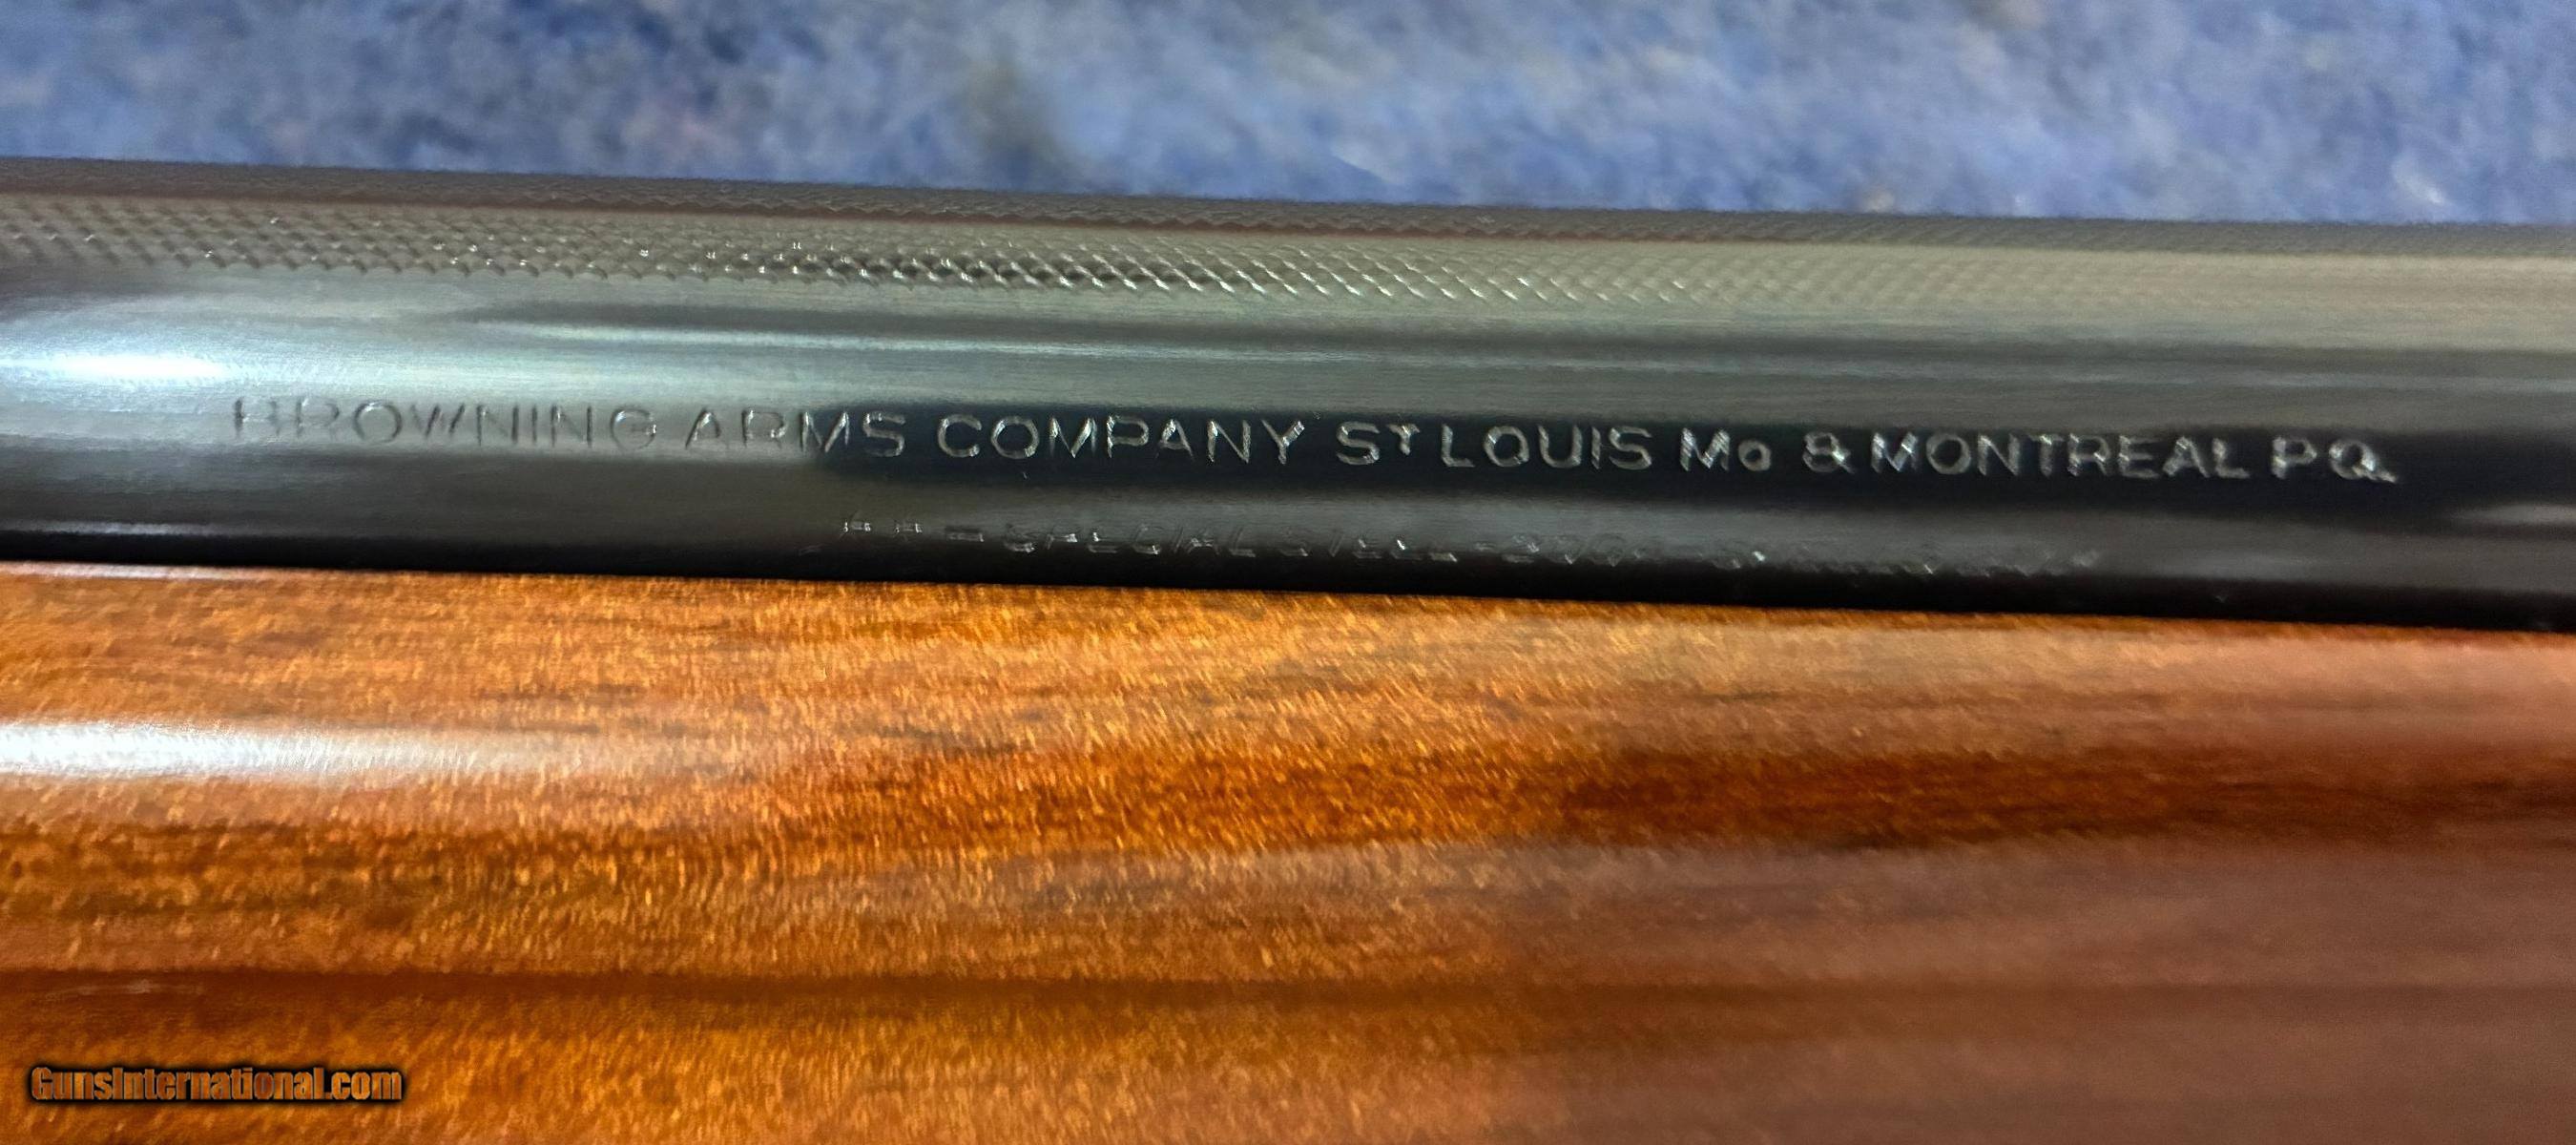 BROWNING ARMS COMPANY ST LOUIS Mo & MONTREAL P.Q.
SPECIAL STEEL
GunsInternational.com